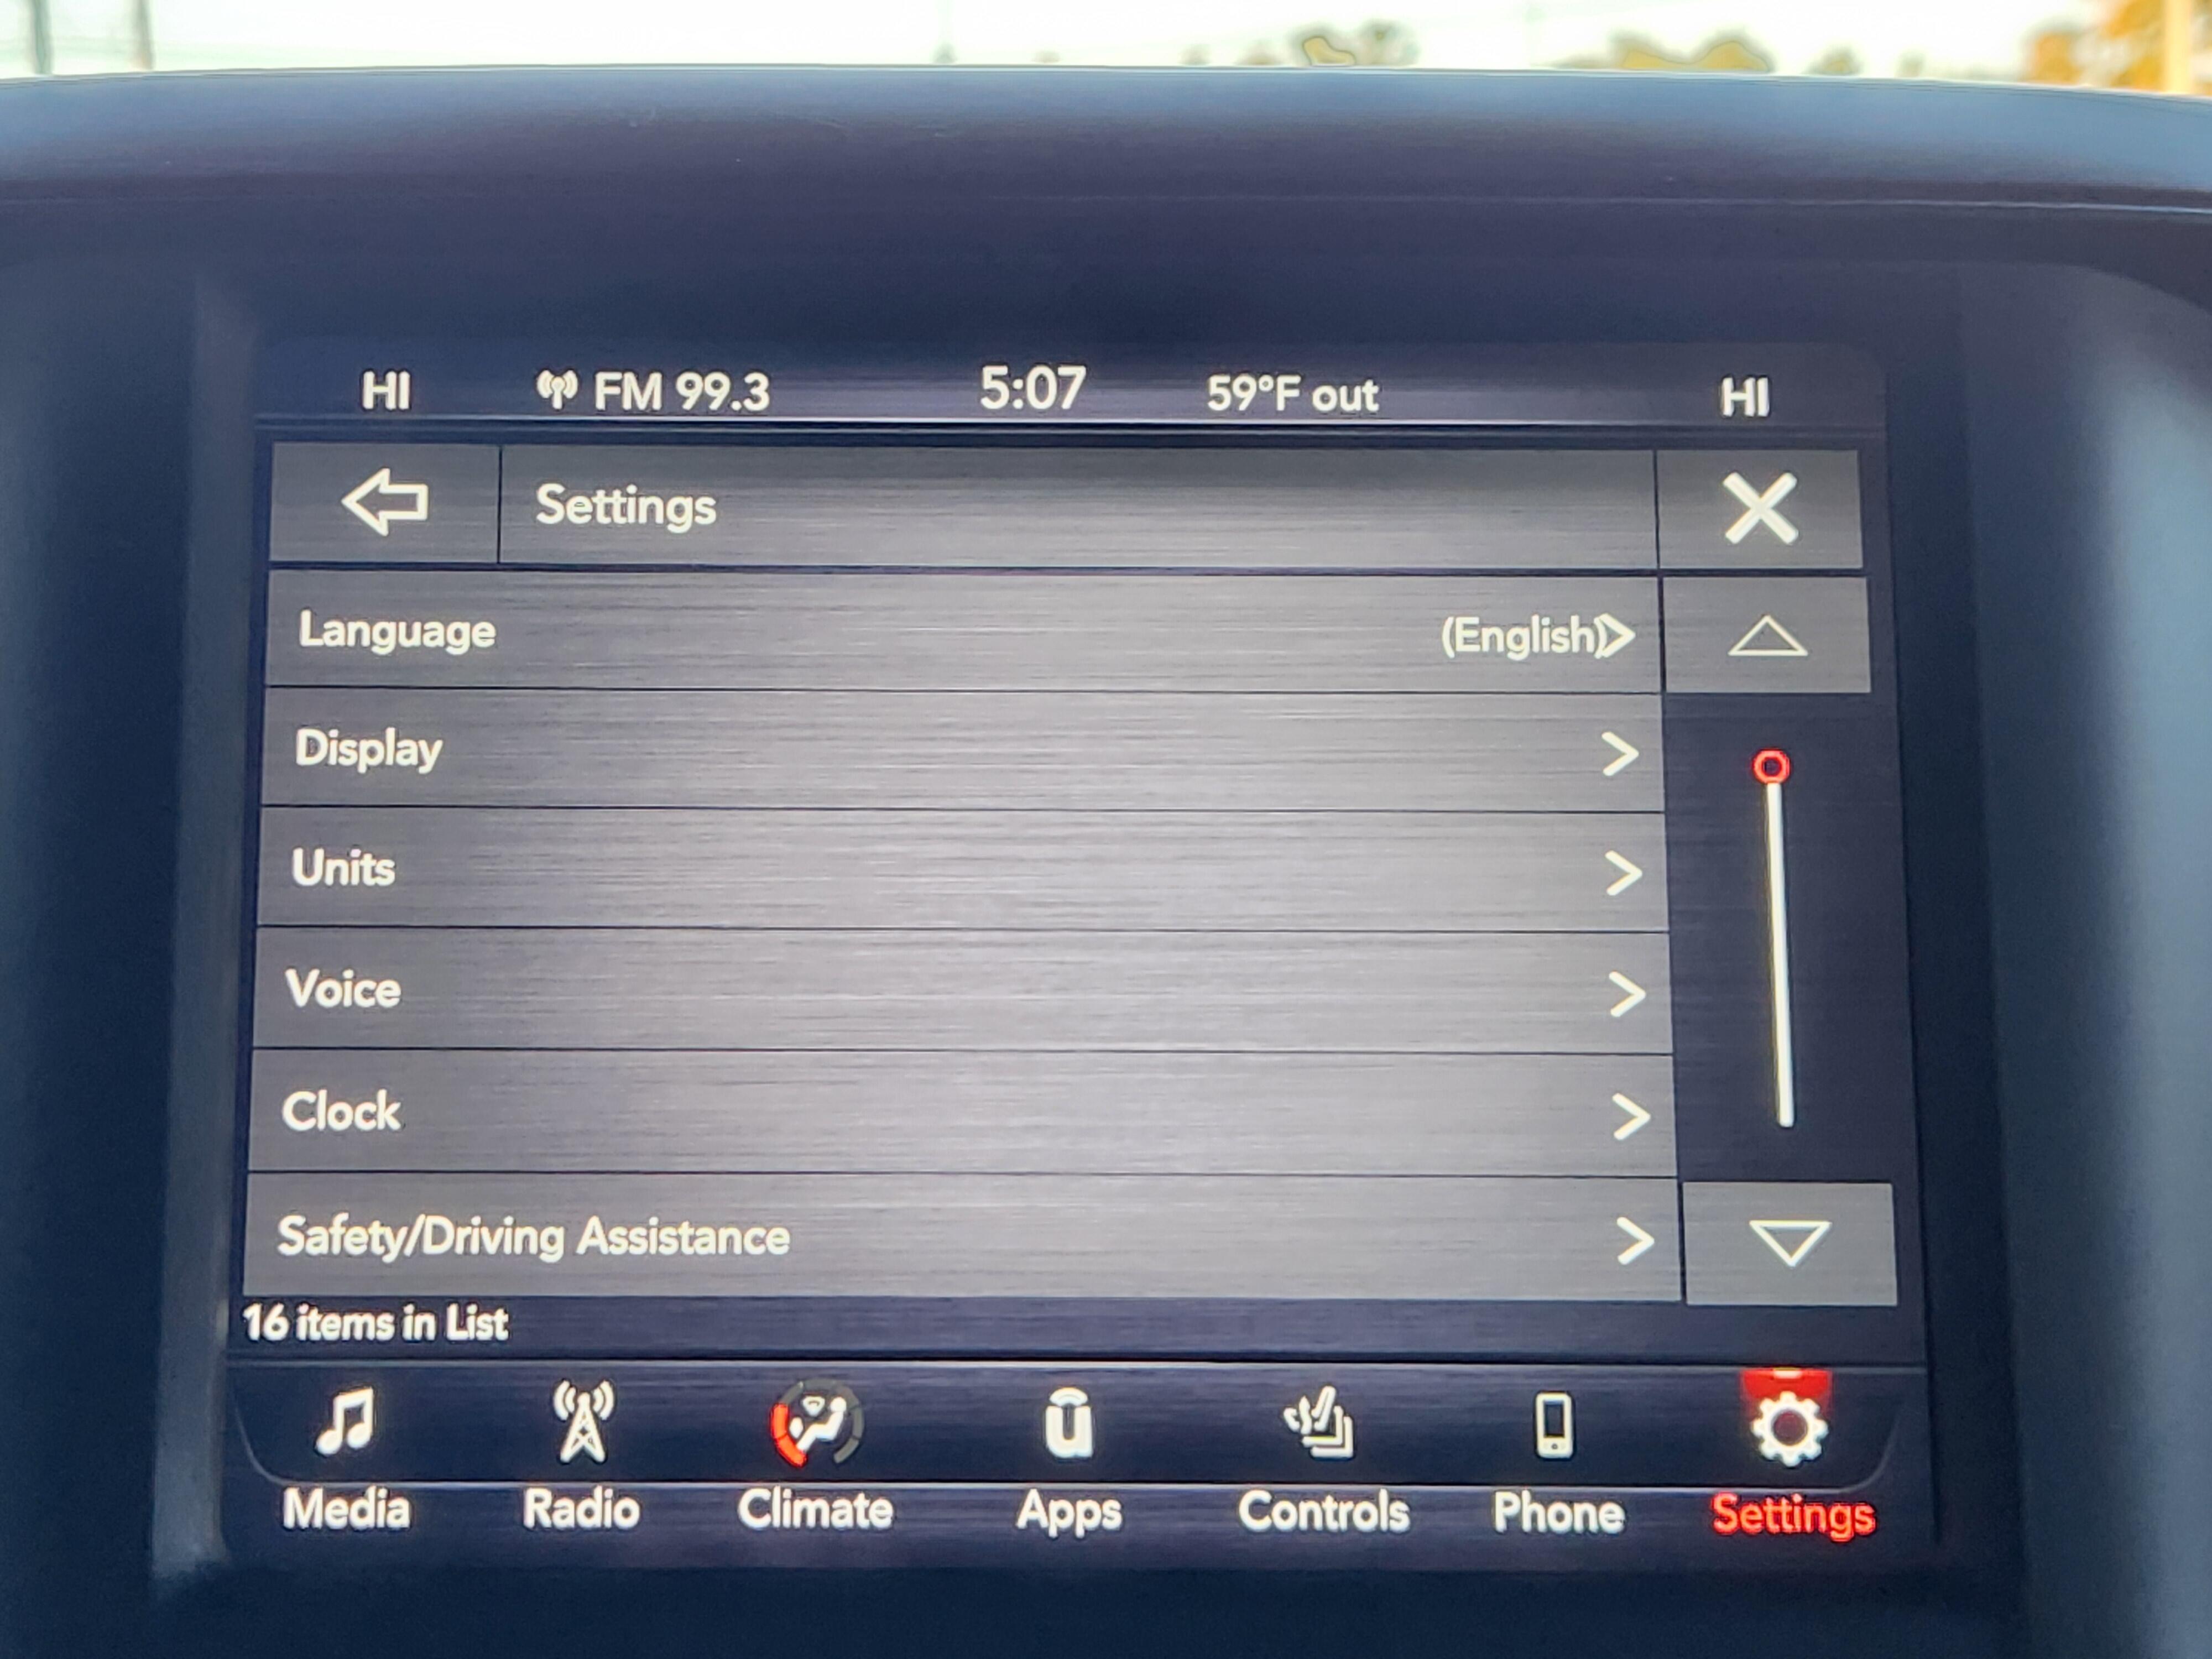 HI FM 99.3 5:07 59°F out HI
Settings
Language (English)
Display
Units
Voice
Clock
Safety/Driving Assistance
16 items in List
Media Radio Climate Apps Controls Phone Settings